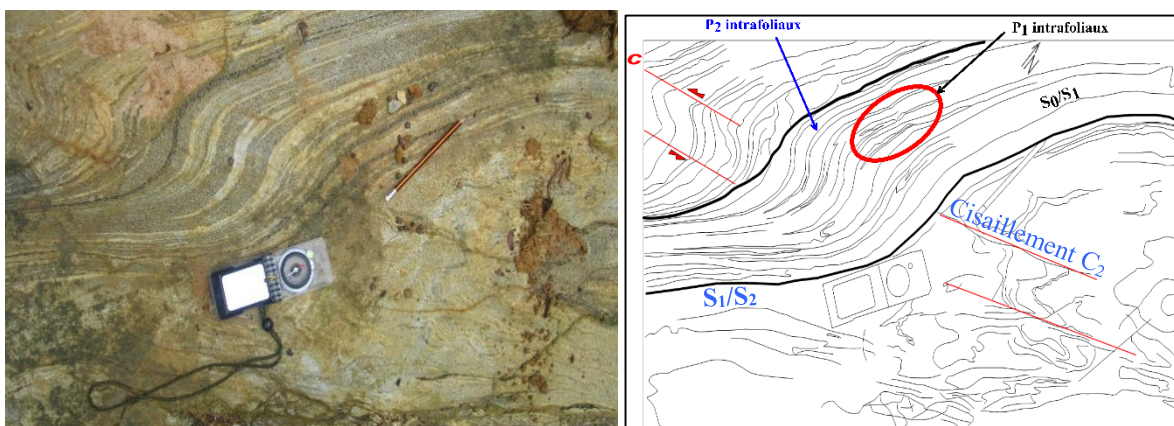 P₂ intrafoliaux
P₁ intrafoliaux
C
N
S₀/S₁
Cisaillement C₂
S₁/S₂